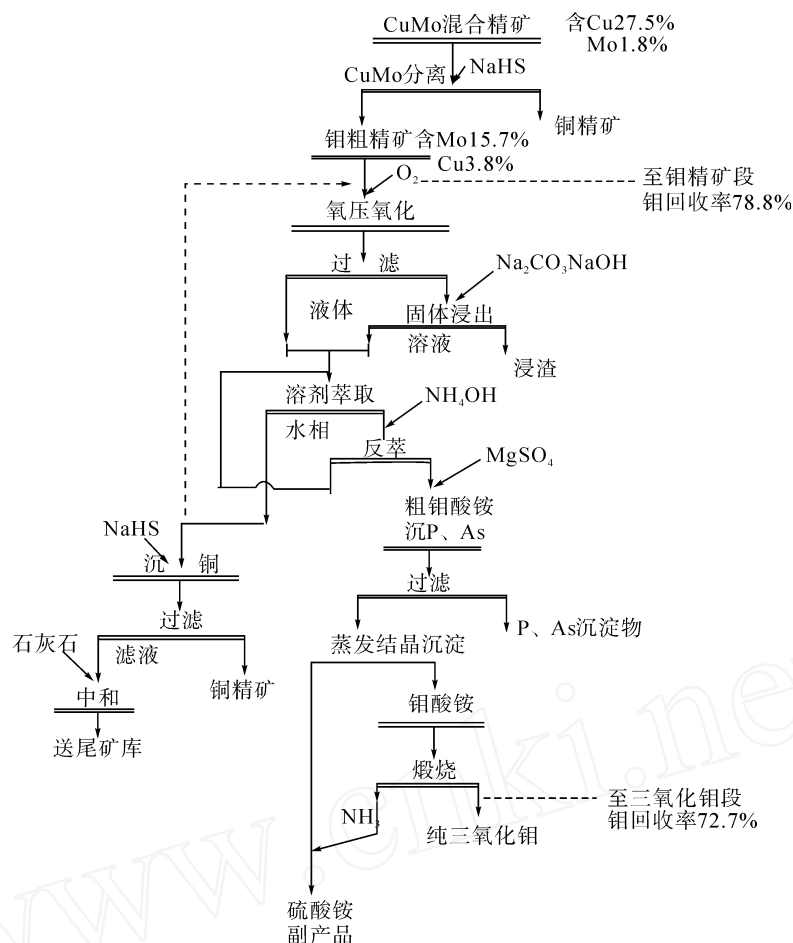 CuMo混合精矿
含Cu27.5%
Mo1.8%
NaHS
CuMo分离
铜精矿
钼粗精矿含Mo15.7%
Cu3.8%
O₂
至钼精矿段
钼回收率78.8%
氧压氧化
过 滤
Na₂CO₃NaOH
液体
固体浸出
溶液
浸渣
溶剂萃取
NH₄OH
水相
反萃
MgSO₄
粗钼酸铵
沉P、As
NaHS
沉 铜
过滤
过滤
石灰石
滤液
P、As沉淀物
蒸发结晶沉淀
铜精矿
中和
钼酸铵
送尾矿库
煅烧
至三氧化钼段
钼回收率72.7%
NH₃
纯三氧化钼
硫酸铵
副产品
www.cnki.net